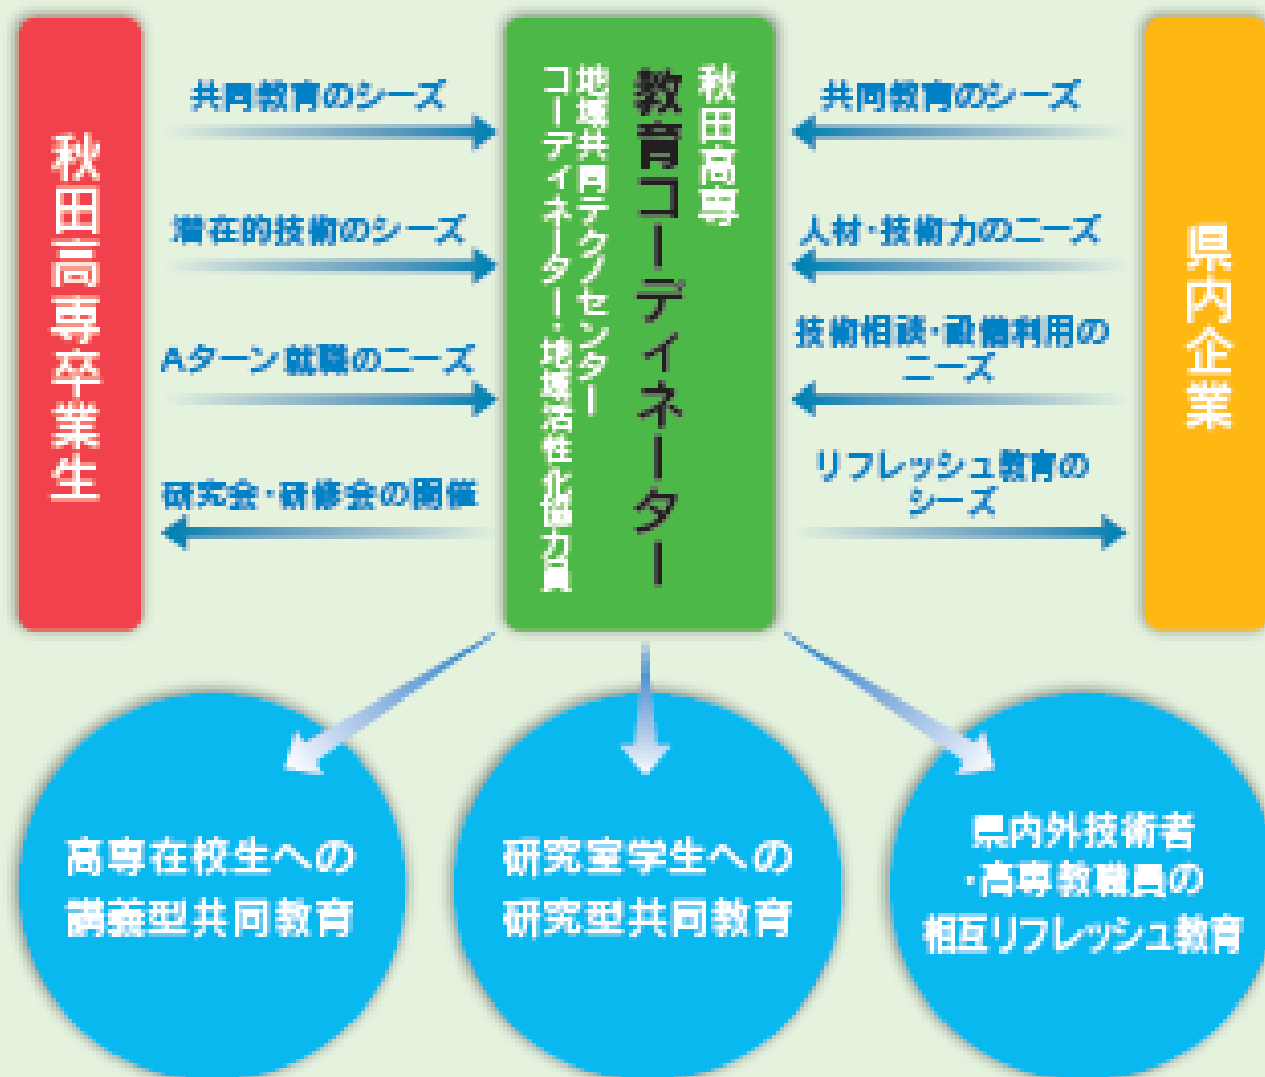 秋田高専卒業生
共同教育のシーズ
潜在的技術のシーズ
Aターン就職のニーズ
研究会・研修会の開催
秋田高専
教育コーディネーター
地域共同テクノセンター
コーディネーター・地域活性化協力員
共同教育のシーズ
人材・技術力のニーズ
技術相談・設備利用の
ニーズ
リフレッシュ教育の
シーズ
県内企業
高専在校生への
講義型共同教育
研究室学生への
研究型共同教育
県内外技術者
・高専教職員の
相互リフレッシュ教育